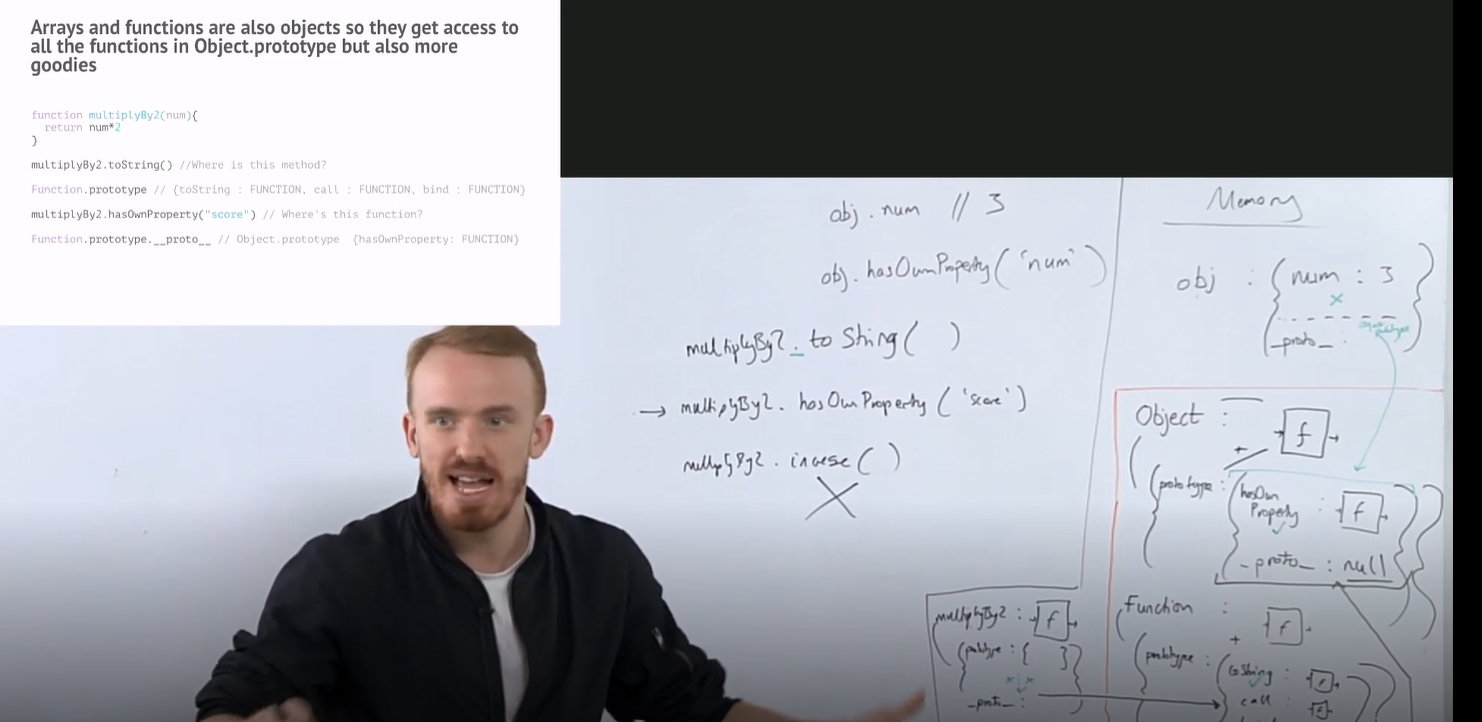 Arrays and functions are also objects so they get access to
all the functions in Object.prototype but also more
goodies
function multiplyBy2(num){
return num*2
}
multiplyBy2.toString() //Where is this method?
Function.prototype // {toString : FUNCTION, call : FUNCTION, bind : FUNCTION}
multiplyBy2.hasOwnProperty("score") // Where's this function?
Function.prototype.__proto__ // Object.prototype {hasOwnProperty: FUNCTION}
obj.num // 3
obj.hasOwnProperty('num')
multiplyBy2.toString( )
→ multiplyBy2.hasOwnProperty('score')
multiplyBy2. ( )
Memory
obj : { num : 3 }
_proto_ :
Object : f
+
{prototype : {hasOwn
Property : f
_proto_ : null
multiplyBy2 : f
{prototype : { }}
_proto_ :
Function : f
+
prototype : {toString : f
call : f